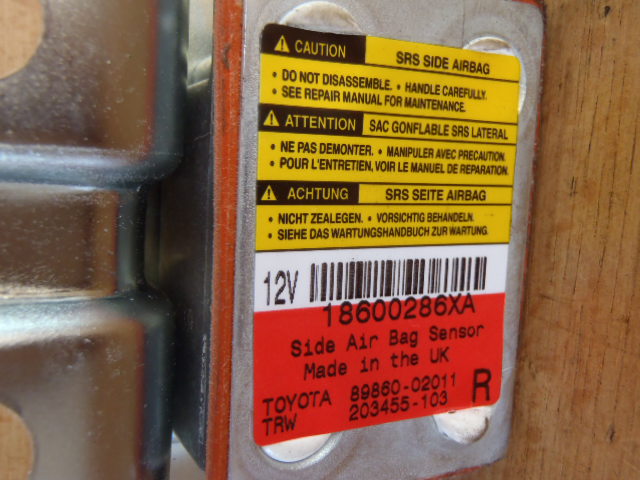 CAUTION SRS SIDE AIRBAG
• DO NOT DISASSEMBLE. • HANDLE CAREFULLY.
• SEE REPAIR MANUAL FOR MAINTENANCE.
ATTENTION SAC GONFLABLE SRS LATERAL
• NE PAS DEMONTER. • MANIPULER AVEC PRECAUTION.
• POUR L'ENTRETIEN, VOIR LE MANUEL DE REPARATION.
ACHTUNG SRS SEITE AIRBAG
• NICHT ZEALEGEN. • VORSICHTIG BEHANDELN.
• SIEHE DAS WARTUNGSHANDBUCH ZUR WARTUNG.
12V
18600286XA
Side Air Bag Sensor
Made in the UK
TOYOTA 89860-02011 R
TRW 203455-103